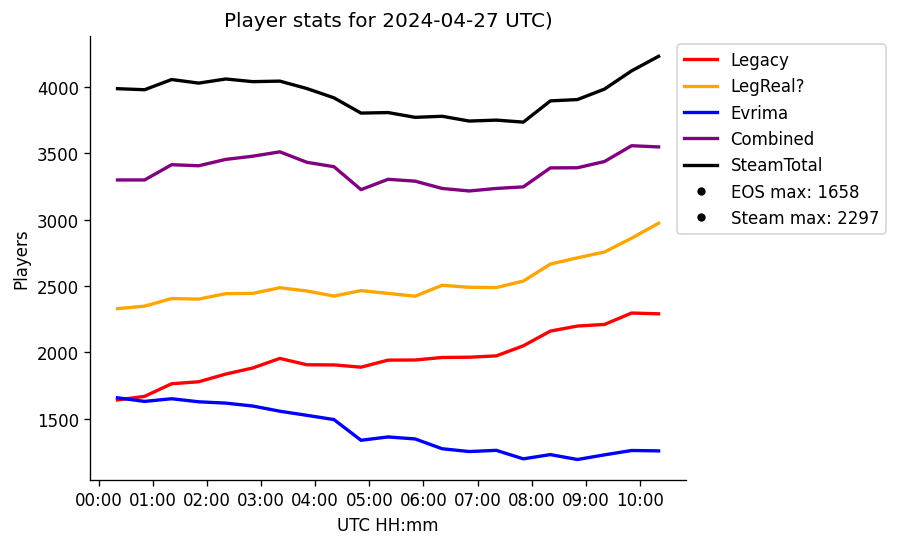 Player stats for 2024-04-27 UTC)
Legacy
LegReal?
Evrima
Combined
SteamTotal
EOS max: 1658
Steam max: 2297
Players
4000
3500
3000
2500
2000
1500
00:00 01:00 02:00 03:00 04:00 05:00 06:00 07:00 08:00 09:00 10:00
UTC HH:mm